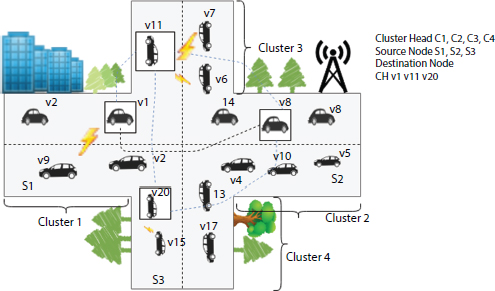 v11
v7
Cluster 3
v6
Cluster Head C1, C2, C3, C4
Source Node S1, S2, S3
Destination Node
CH v1 v11 v20
v2
v1
14
v8
v8
v9
v2
v4
v10
v5
S1
S2
v20
13
Cluster 1
Cluster 2
v15
v17
Cluster 4
S3